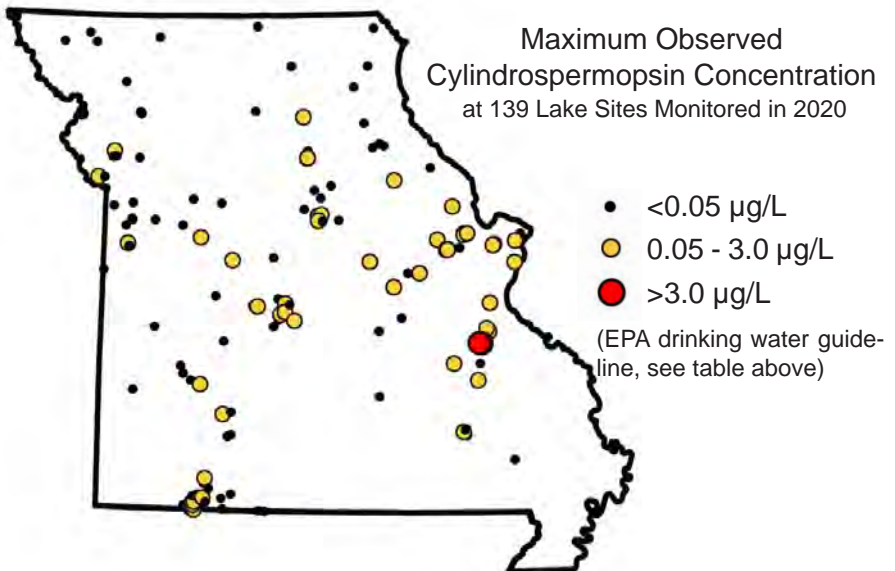 Maximum Observed
Cylindrospermopsin Concentration
at 139 Lake Sites Monitored in 2020
<0.05 µg/L
0.05 - 3.0 µg/L
>3.0 µg/L
(EPA drinking water guide-
line, see table above)